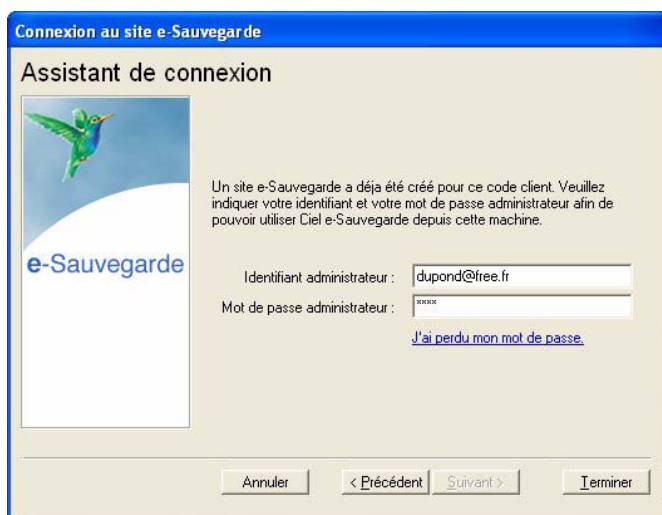 Connexion au site e-Sauvegarde
Assistant de connexion
Un site e-Sauvegarde a déja été créé pour ce code client. Veuillez
indiquer votre identifiant et votre mot de passe administrateur afin de
pouvoir utiliser Ciel e-Sauvegarde depuis cette machine.
e-Sauvegarde
Identifiant administrateur : dupond@free.fr
Mot de passe administrateur : ****
J'ai perdu mon mot de passe.
Annuler < Précédent Suivant > Terminer